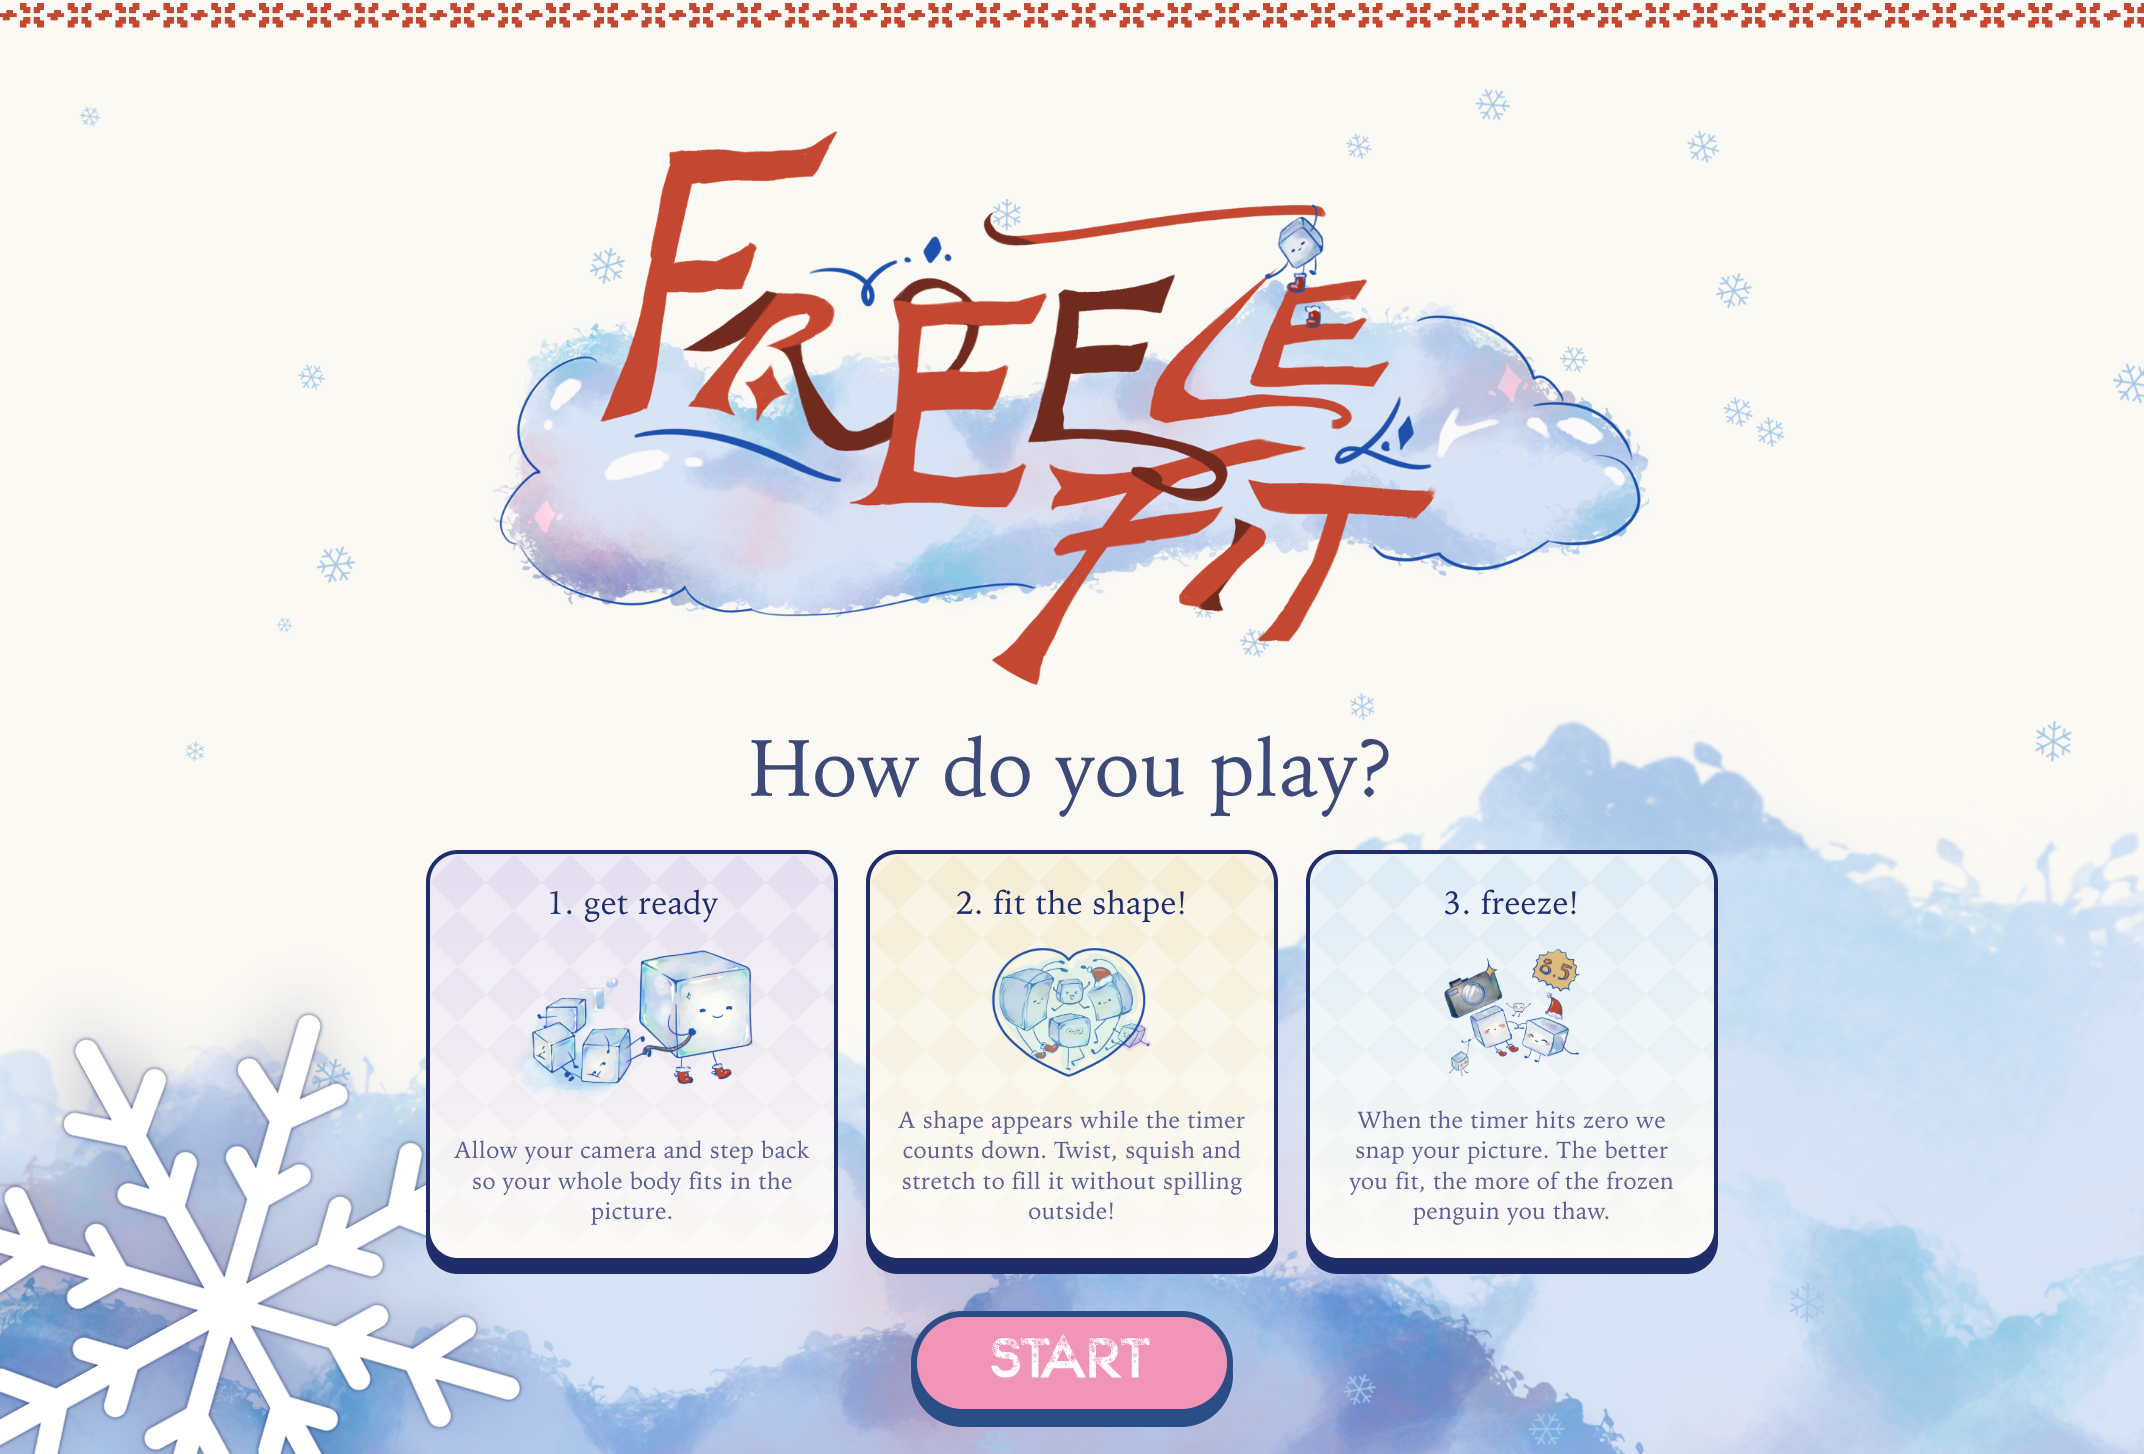 FREEZE
FIT
How do you play?
1. get ready
Allow your camera and step back
so your whole body fits in the
picture.
2. fit the shape!
A shape appears while the timer
counts down. Twist, squish and
stretch to fill it without spilling
outside!
3. freeze!
8.5
When the timer hits zero we
snap your picture. The better
you fit, the more of the frozen
penguin you thaw.
START